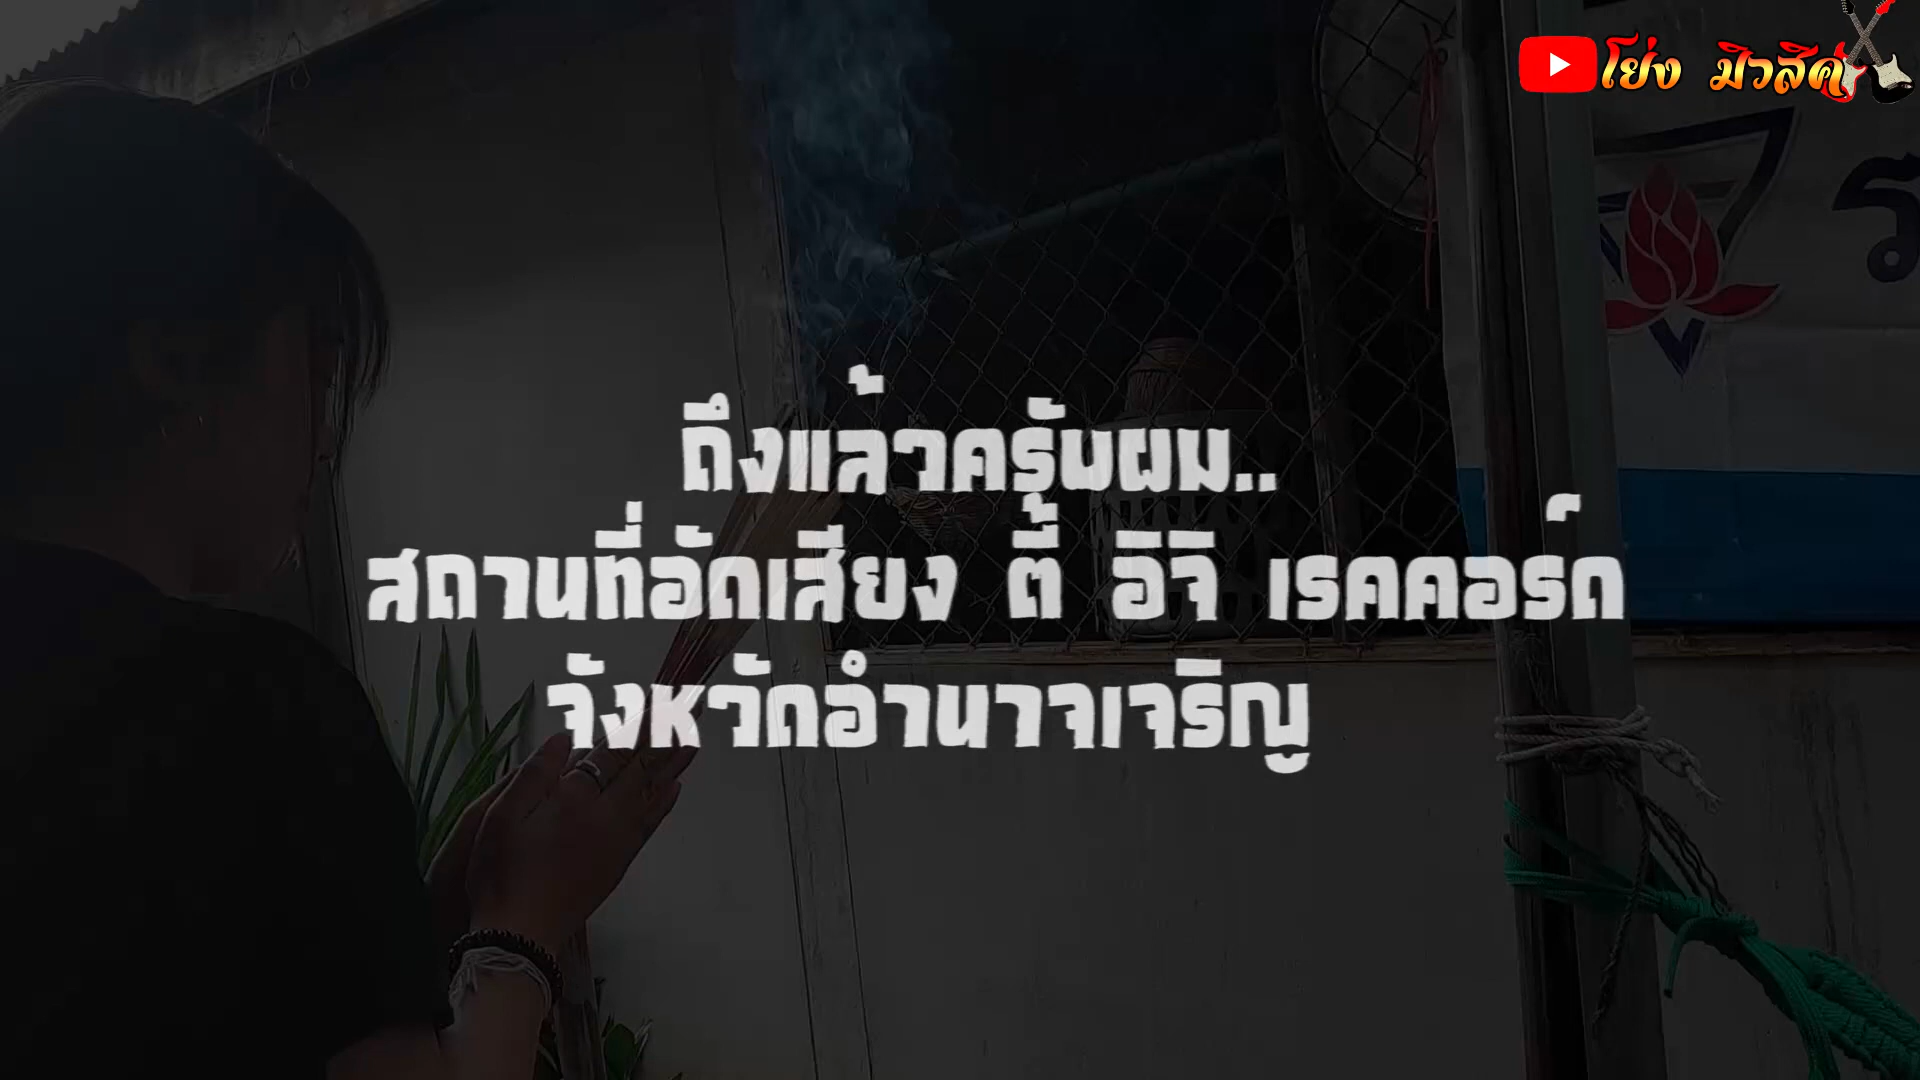 โย่ง มิวสิค
ถึงแล้วครับผม..
สถานที่อัดเสียง ตี้ อิจิ เรคคอร์ด
จังหวัดอำนาจเจริญ